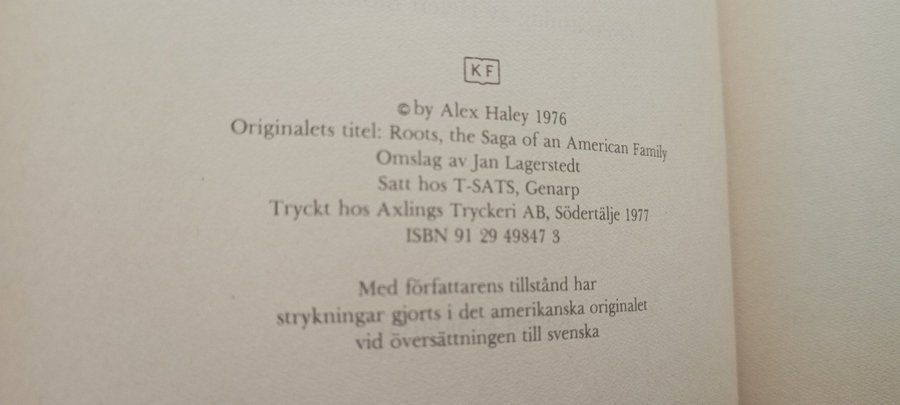 KF
© by Alex Haley 1976
Originalets titel: Roots, the Saga of an American Family
Omslag av Jan Lagerstedt
Satt hos T-SATS, Genarp
Tryckt hos Axlings Tryckeri AB, Södertälje 1977
ISBN 91 29 49847 3
Med författarens tillstånd har
strykningar gjorts i det amerikanska originalet
vid översättningen till svenska